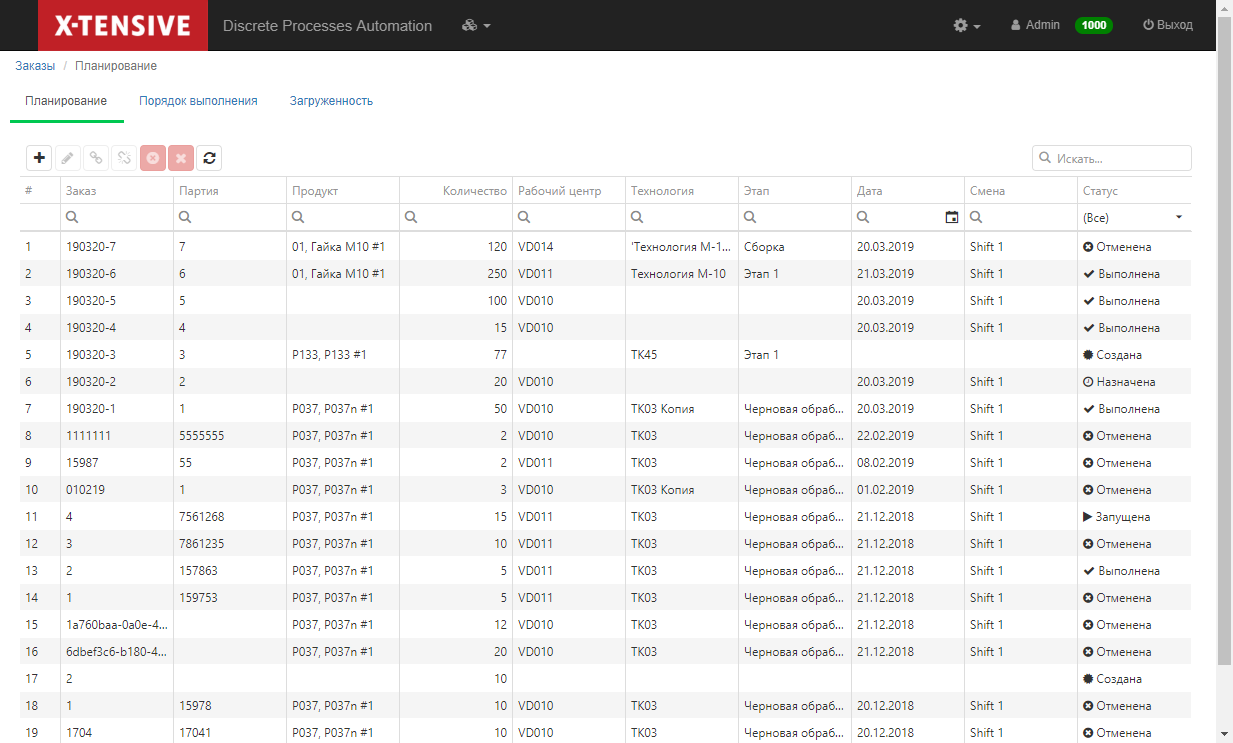 X-TENSIVE Discrete Processes Automation Admin 1000 Выход
Заказы / Планирование
Планирование Порядок выполнения Загруженность
Искать...
# Заказ Партия Продукт Количество Рабочий центр Технология Этап Дата Смена Статус
(Все)
1 190320-7 7 01, Гайка М10 #1 120 VD014 'Технология М-1... Сборка 20.03.2019 Shift 1 Отменена
2 190320-6 6 01, Гайка М10 #1 250 VD011 Технология М-10 Этап 1 21.03.2019 Shift 1 Выполнена
3 190320-5 5 100 VD010 20.03.2019 Shift 1 Выполнена
4 190320-4 4 15 VD010 20.03.2019 Shift 1 Выполнена
5 190320-3 3 P133, P133 #1 77 ТК45 Этап 1 Создана
6 190320-2 2 20 VD010 20.03.2019 Shift 1 Назначена
7 190320-1 1 P037, P037n #1 50 VD010 ТК03 Копия Черновая обраб... 20.03.2019 Shift 1 Выполнена
8 1111111 5555555 P037, P037n #1 2 VD010 ТК03 Черновая обраб... 22.02.2019 Shift 1 Отменена
9 15987 55 P037, P037n #1 2 VD011 ТК03 Черновая обраб... 08.02.2019 Shift 1 Отменена
10 010219 1 P037, P037n #1 3 VD010 ТК03 Копия Черновая обраб... 01.02.2019 Shift 1 Отменена
11 4 7561268 P037, P037n #1 15 VD011 ТК03 Черновая обраб... 21.12.2018 Shift 1 Запущена
12 3 7861235 P037, P037n #1 10 VD011 ТК03 Черновая обраб... 21.12.2018 Shift 1 Отменена
13 2 157863 P037, P037n #1 5 VD011 ТК03 Черновая обраб... 21.12.2018 Shift 1 Выполнена
14 1 159753 P037, P037n #1 5 VD011 ТК03 Черновая обраб... 21.12.2018 Shift 1 Отменена
15 1a760baa-0a0e-4... P037, P037n #1 12 VD010 ТК03 Черновая обраб... 21.12.2018 Shift 1 Отменена
16 6dbef3c6-b180-4... P037, P037n #1 20 VD010 ТК03 Черновая обраб... 21.12.2018 Shift 1 Отменена
17 2 10 Создана
18 1 15978 P037, P037n #1 10 VD010 ТК03 Черновая обраб... 20.12.2018 Shift 1 Отменена
19 1704 17041 P037, P037n #1 10 VD010 ТК03 Черновая обраб... 20.12.2018 Shift 1 Отменена